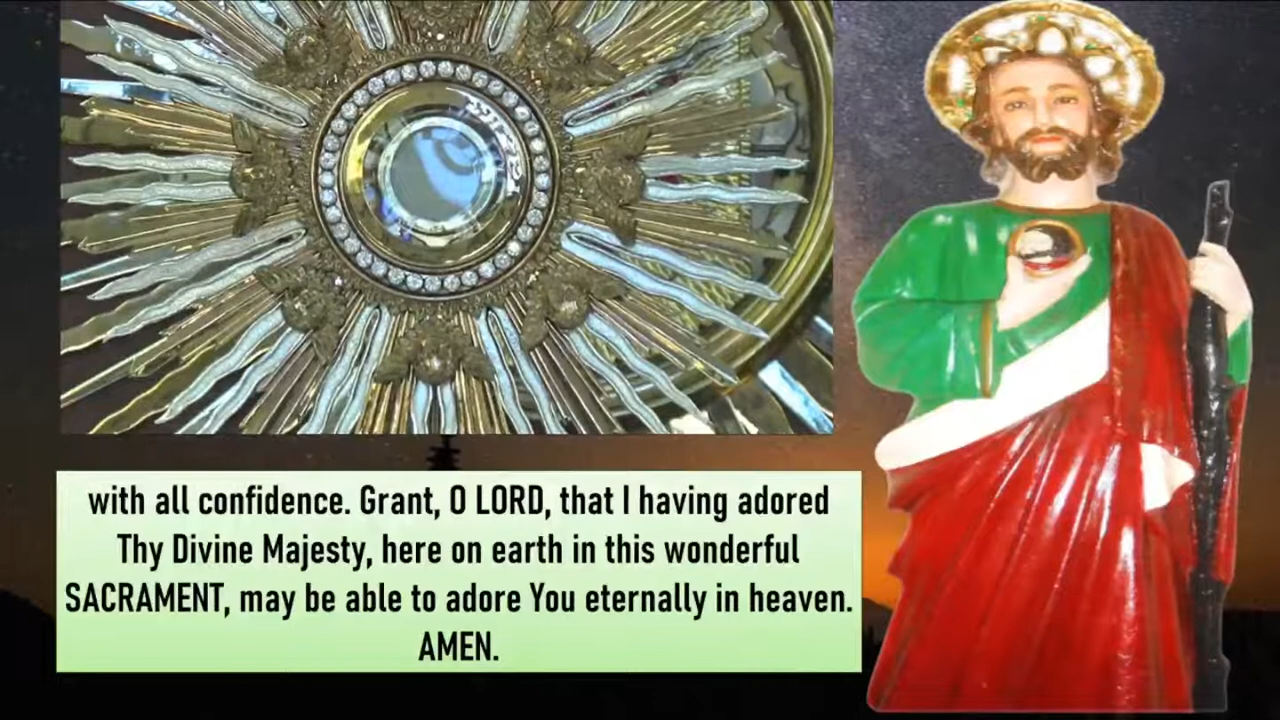 with all confidence. Grant, O LORD, that I having adored
Thy Divine Majesty, here on earth in this wonderful
SACRAMENT, may be able to adore You eternally in heaven.
AMEN.